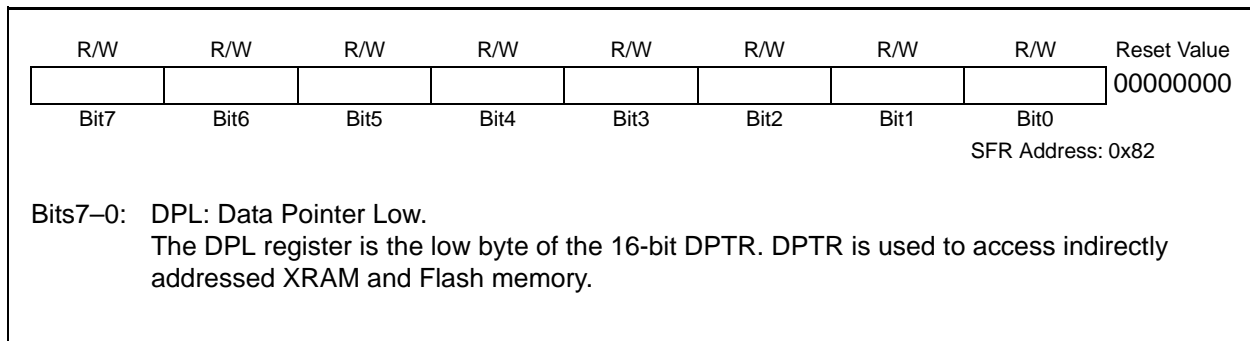 R/W R/W R/W R/W R/W R/W R/W R/W Reset Value
00000000
Bit7 Bit6 Bit5 Bit4 Bit3 Bit2 Bit1 Bit0
SFR Address: 0x82
Bits7–0: DPL: Data Pointer Low.
The DPL register is the low byte of the 16-bit DPTR. DPTR is used to access indirectly
addressed XRAM and Flash memory.